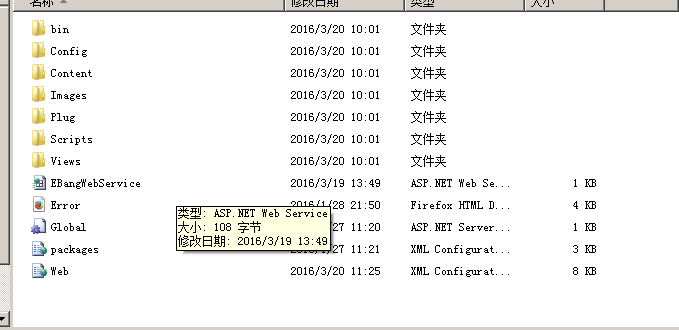 名称 修改日期 类型 大小
bin 2016/3/20 10:01 文件夹
Config 2016/3/20 10:01 文件夹
Content 2016/3/20 10:01 文件夹
Images 2016/3/20 10:01 文件夹
Plug 2016/3/20 10:01 文件夹
Scripts 2016/3/20 10:01 文件夹
Views 2016/3/20 10:01 文件夹
EBangWebService 2016/3/19 13:49 ASP.NET Web Se... 1 KB
Error /28 21:50 Firefox HTML D... 4 KB
类型: ASP.NET Web Service
Global 27 11:20 ASP.NET Server... 1 KB
大小: 108 字节
修改日期: 2016/3/19 13:49
packages /27 11:21 XML Configurat... 3 KB
Web 2016/3/20 11:25 XML Configurat... 8 KB